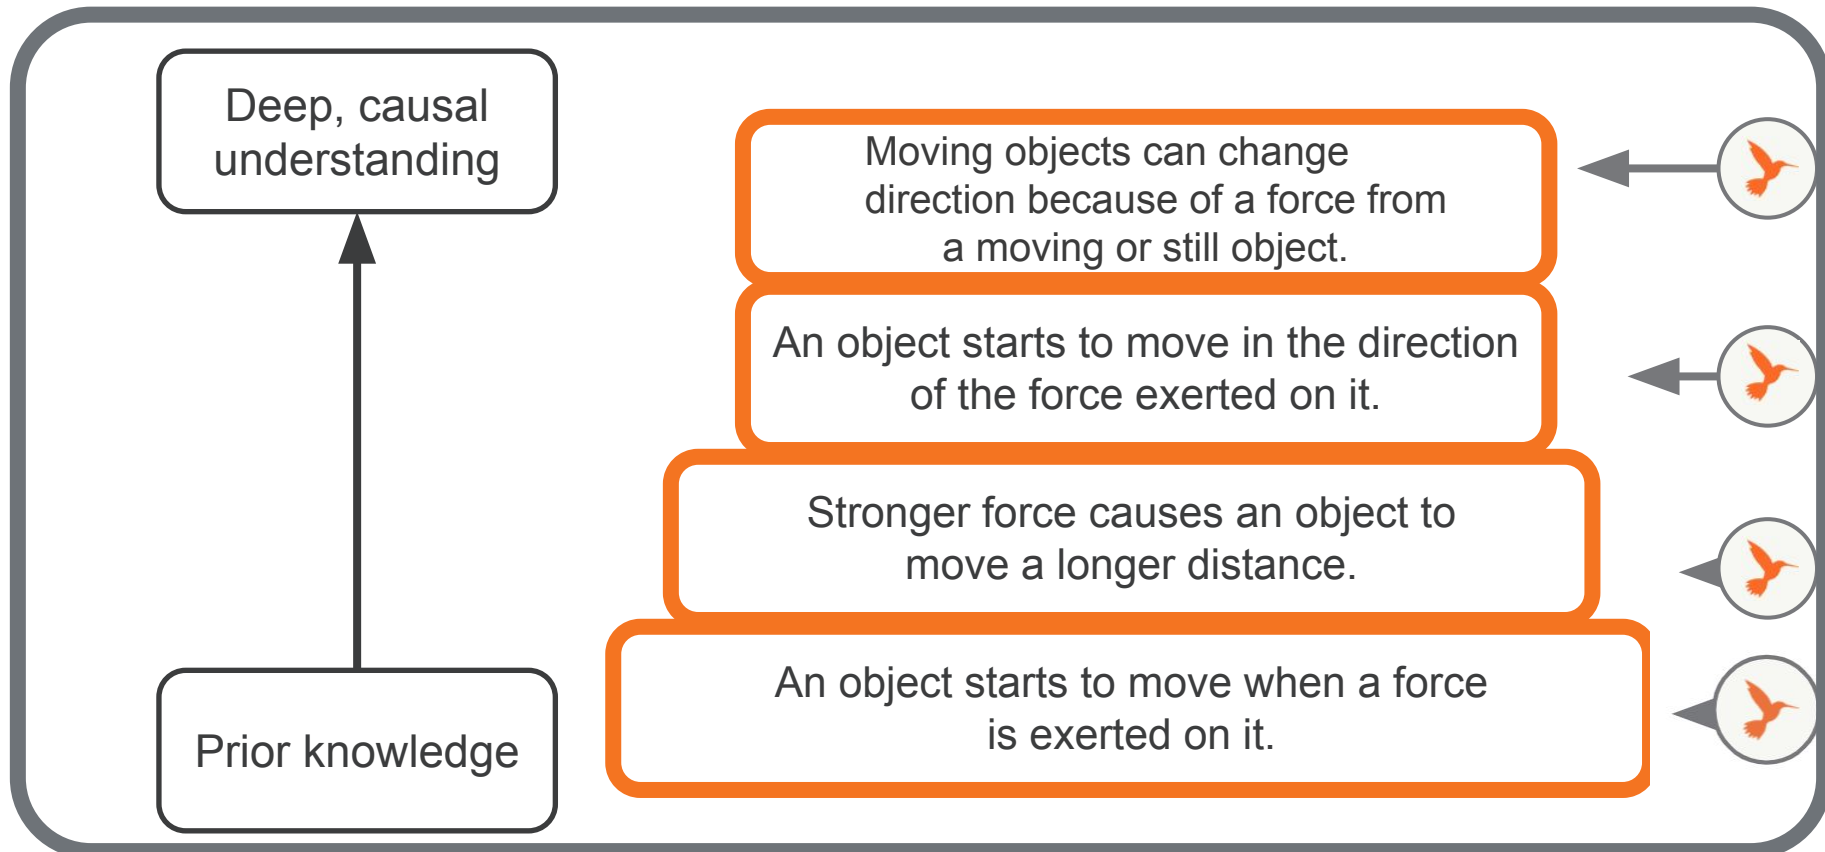 Deep, causal
understanding
Moving objects can change
direction because of a force from
a moving or still object.
An object starts to move in the direction
of the force exerted on it.
Stronger force causes an object to
move a longer distance.
An object starts to move when a force
is exerted on it.
Prior knowledge